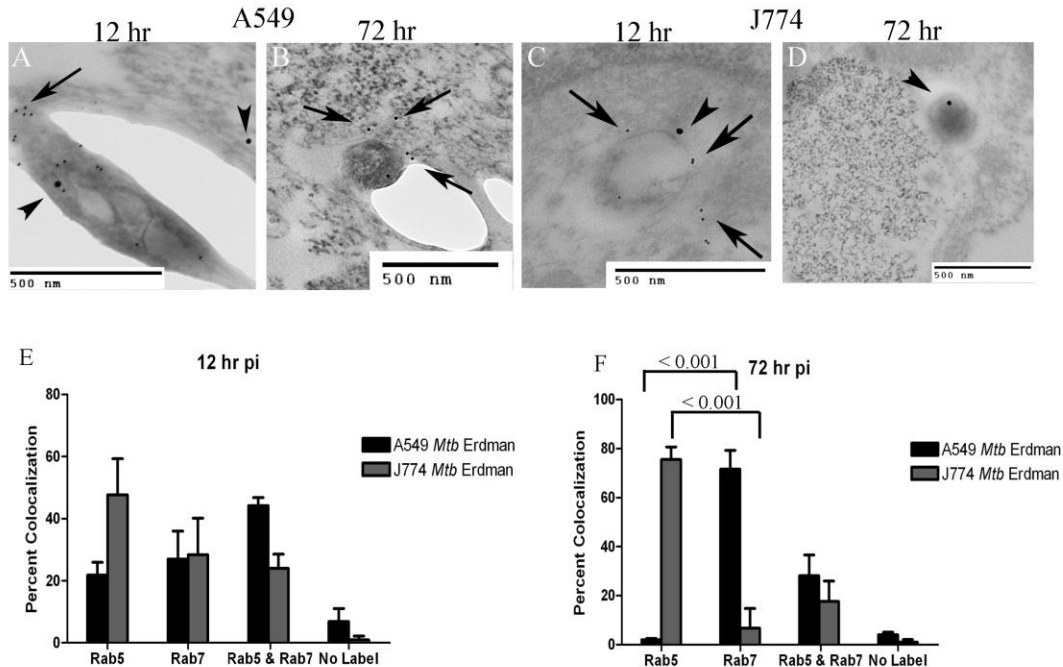 A549
J774
12 hr
72 hr
12 hr
72 hr
A
B
C
D
500 nm
500 nm
500 nm
500 nm
E
12 hr pi
Percent Colocalization
80
60
40
20
0
Rab5
Rab7
Rab5 & Rab7
No Label
A549 Mtb Erdman
J774 Mtb Erdman
F
72 hr pi
< 0.001
< 0.001
Percent Colocalization
100
80
60
40
20
0
Rab5
Rab7
Rab5 & Rab7
No Label
A549 Mtb Erdman
J774 Mtb Erdman